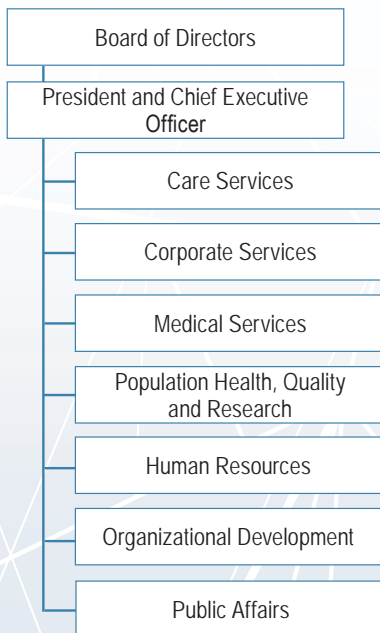 Board of Directors
President and Chief Executive
Officer
Care Services
Corporate Services
Medical Services
Population Health, Quality
and Research
Human Resources
Organizational Development
Public Affairs